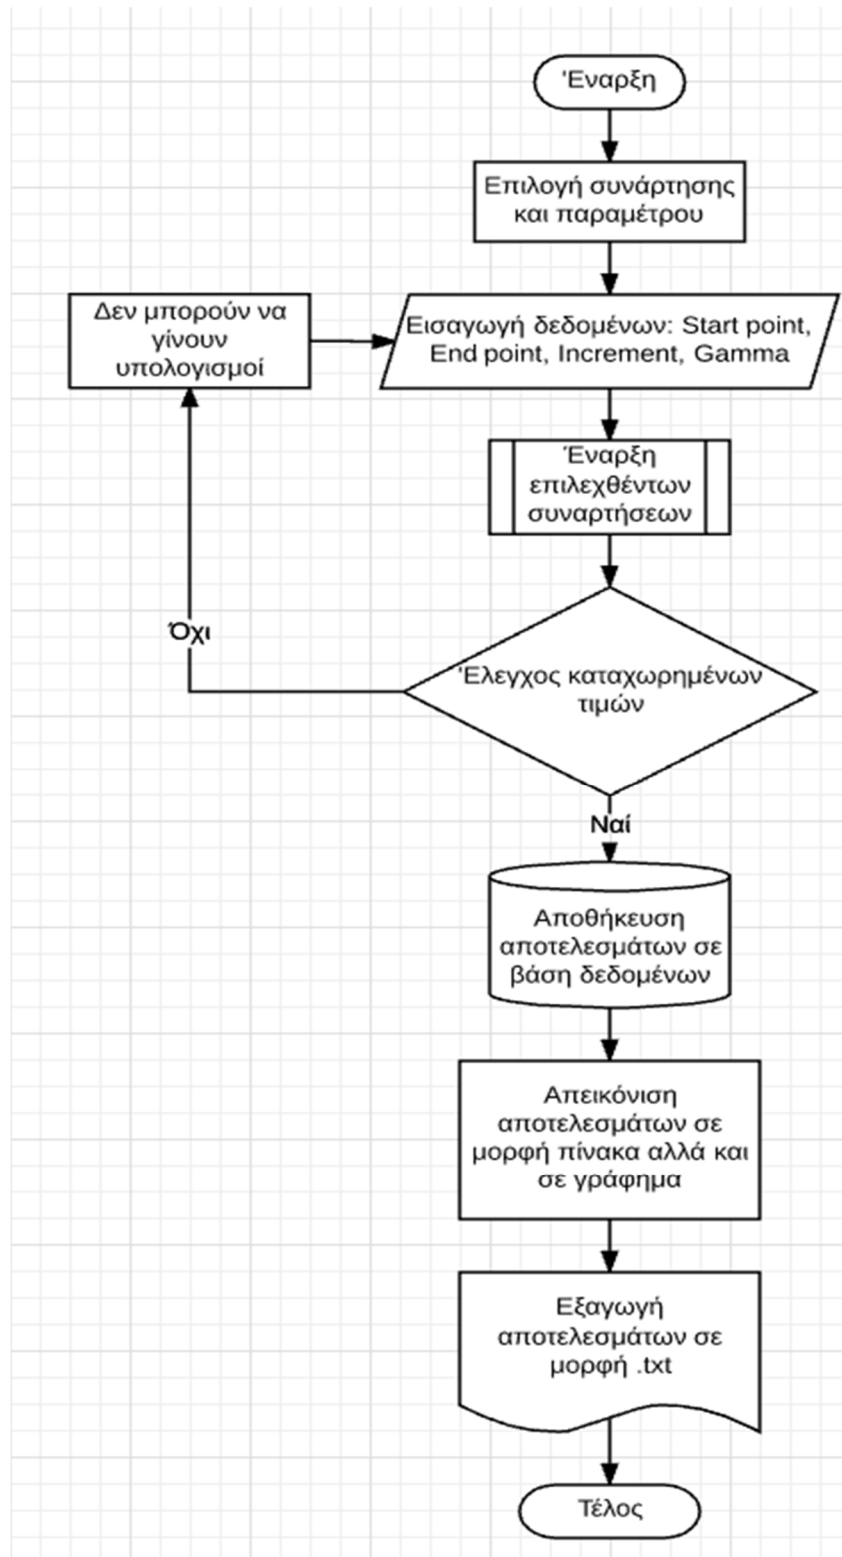 'Έναρξη
Επιλογή συνάρτησης
και παραμέτρου
Δεν μπορούν να
γίνουν
υπολογισμοί
Εισαγωγή δεδομένων: Start point,
End point, Increment, Gamma
Έναρξη
επιλεχθέντων
συναρτήσεων
Όχι
'Έλεγχος καταχωρημένων
τιμών
Ναί
Αποθήκευση
αποτελεσμάτων σε
βάση δεδομένων
Απεικόνιση
αποτελεσμάτων σε
μορφή πίνακα αλλά και
σε γράφημα
Εξαγωγή
αποτελεσμάτων σε
μορφή .txt
Τέλος